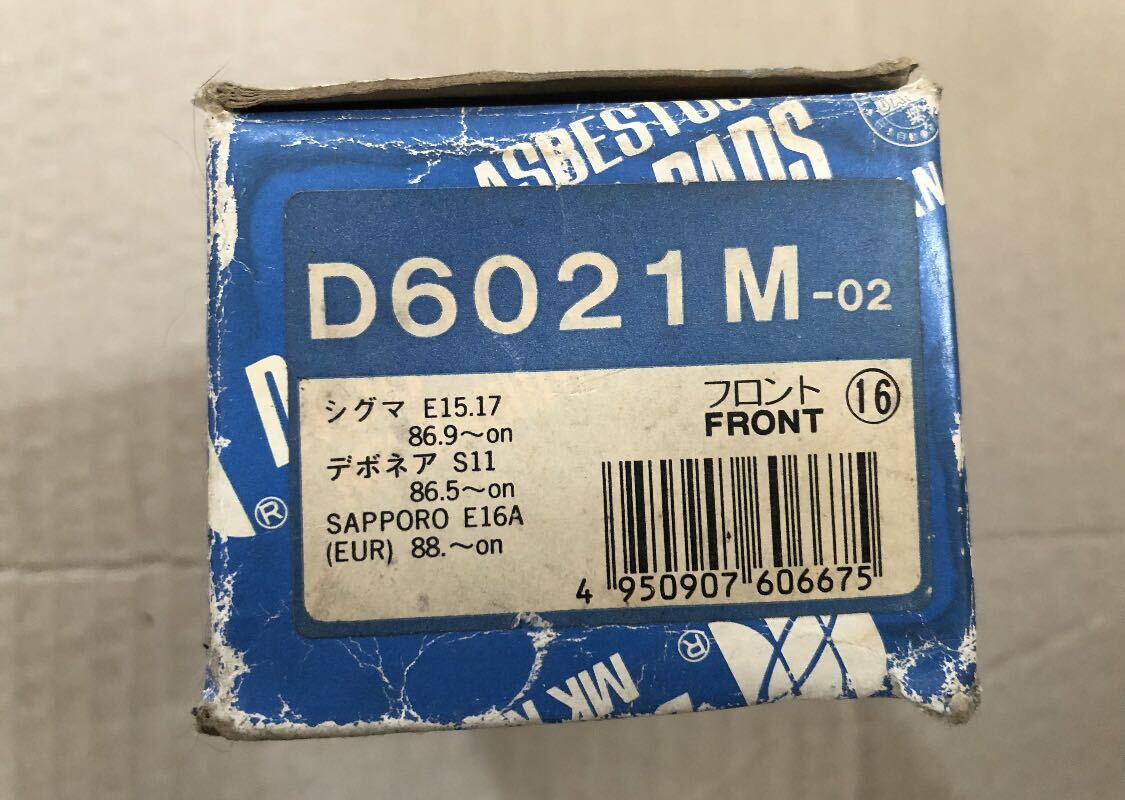 PADS
D6021M-02
シグマ E15.17
86.9～on
デボネア S11
86.5～on
SAPPORO E16A
(EUR) 88.～on
フロント
FRONT
16
4 950907 606675
®
®
MK